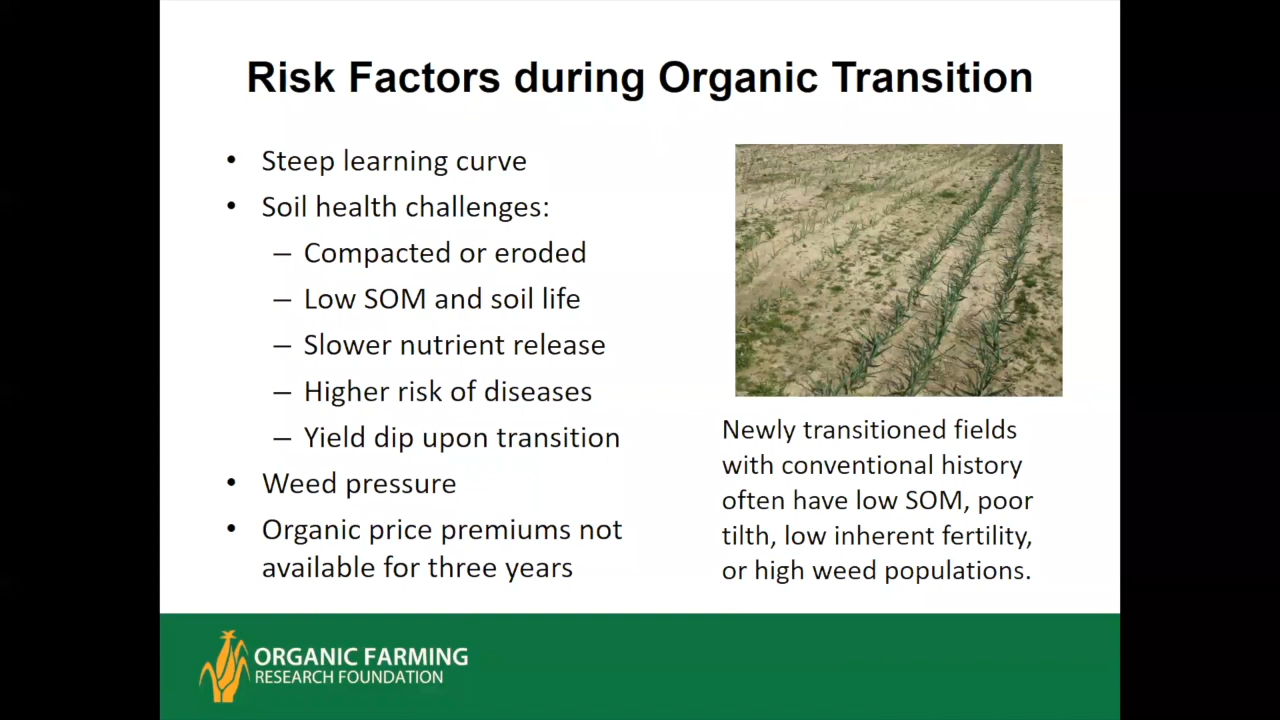 Risk Factors during Organic Transition
• Steep learning curve
• Soil health challenges:
– Compacted or eroded
– Low SOM and soil life
– Slower nutrient release
– Higher risk of diseases
– Yield dip upon transition
• Weed pressure
• Organic price premiums not
available for three years
Newly transitioned fields
with conventional history
often have low SOM, poor
tilth, low inherent fertility,
or high weed populations.
ORGANIC FARMING
RESEARCH FOUNDATION